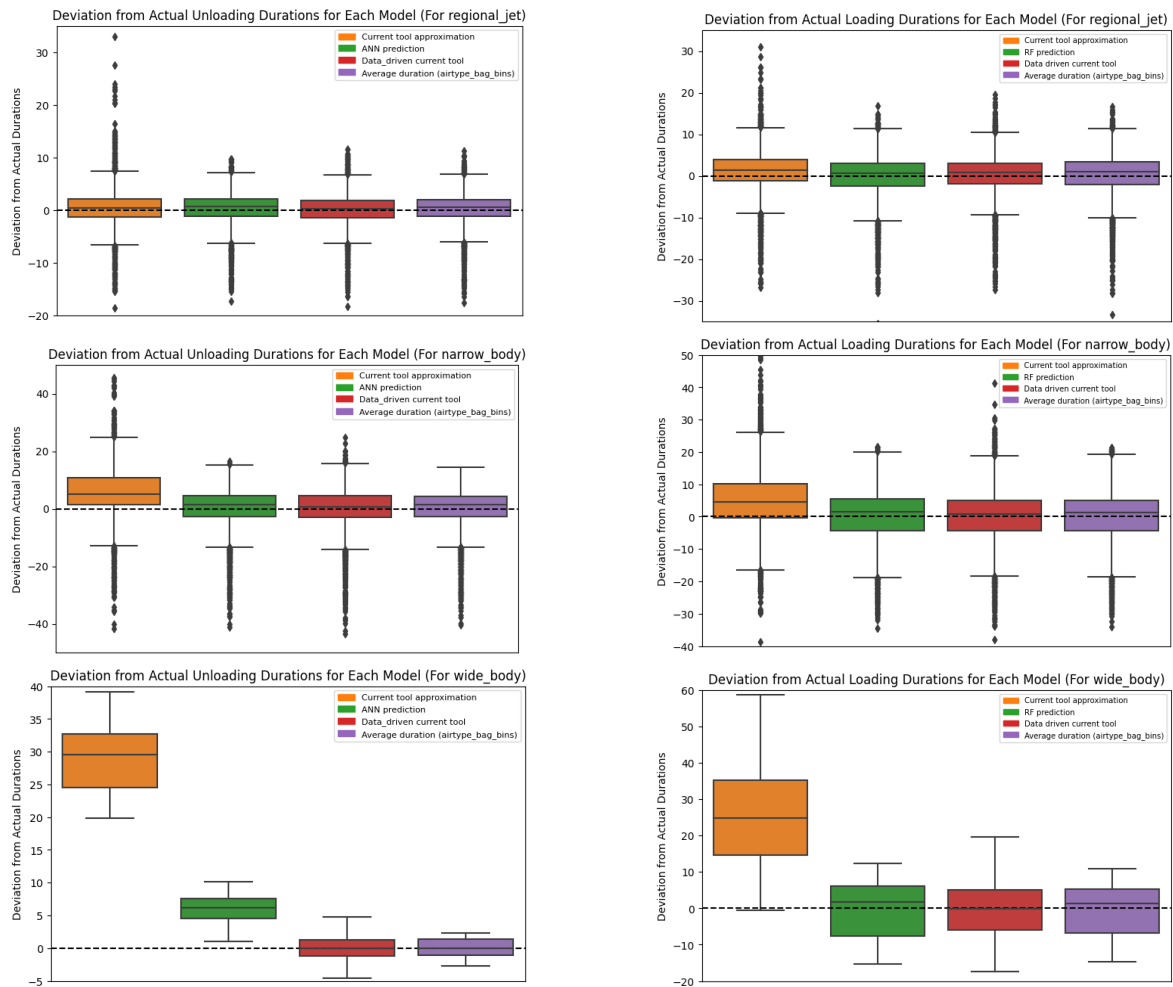 Deviation from Actual Unloading Durations for Each Model (For regional_jet)
Deviation from Actual Durations
30
20
10
0
−10
−20
Current tool approximation
ANN prediction
Data_driven current tool
Average duration (airtype_bag_bins)
Deviation from Actual Loading Durations for Each Model (For regional_jet)
Deviation from Actual Durations
30
20
10
0
−10
−20
−30
Current tool approximation
RF prediction
Data driven current tool
Average duration (airtype_bag_bins)
Deviation from Actual Unloading Durations for Each Model (For narrow_body)
Deviation from Actual Durations
40
20
0
−20
−40
Current tool approximation
ANN prediction
Data_driven current tool
Average duration (airtype_bag_bins)
Deviation from Actual Loading Durations for Each Model (For narrow_body)
Deviation from Actual Durations
50
40
30
20
10
0
−10
−20
−30
−40
Current tool approximation
RF prediction
Data driven current tool
Average duration (airtype_bag_bins)
Deviation from Actual Unloading Durations for Each Model (For wide_body)
Deviation from Actual Durations
40
35
30
25
20
15
10
5
0
−5
Current tool approximation
ANN prediction
Data_driven current tool
Average duration (airtype_bag_bins)
Deviation from Actual Loading Durations for Each Model (For wide_body)
Deviation from Actual Durations
60
50
40
30
20
10
0
−10
−20
Current tool approximation
RF prediction
Data driven current tool
Average duration (airtype_bag_bins)